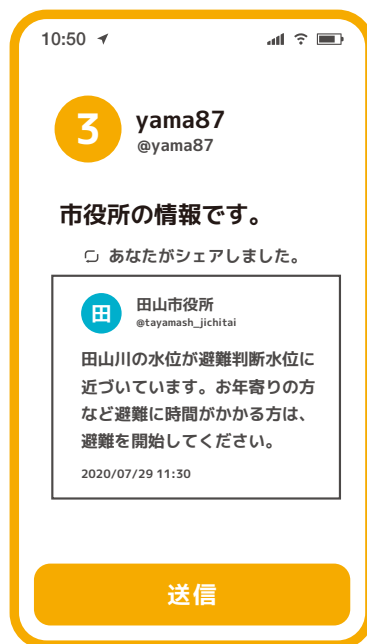 10:50
3
yama87
@yama87
市役所の情報です。
あなたがシェアしました。
田
田山市役所
@tayamash_jichitai
田山川の水位が避難判断水位に
近づいています。お年寄りの方
など避難に時間がかかる方は、
避難を開始してください。
2020/07/29 11:30
送信